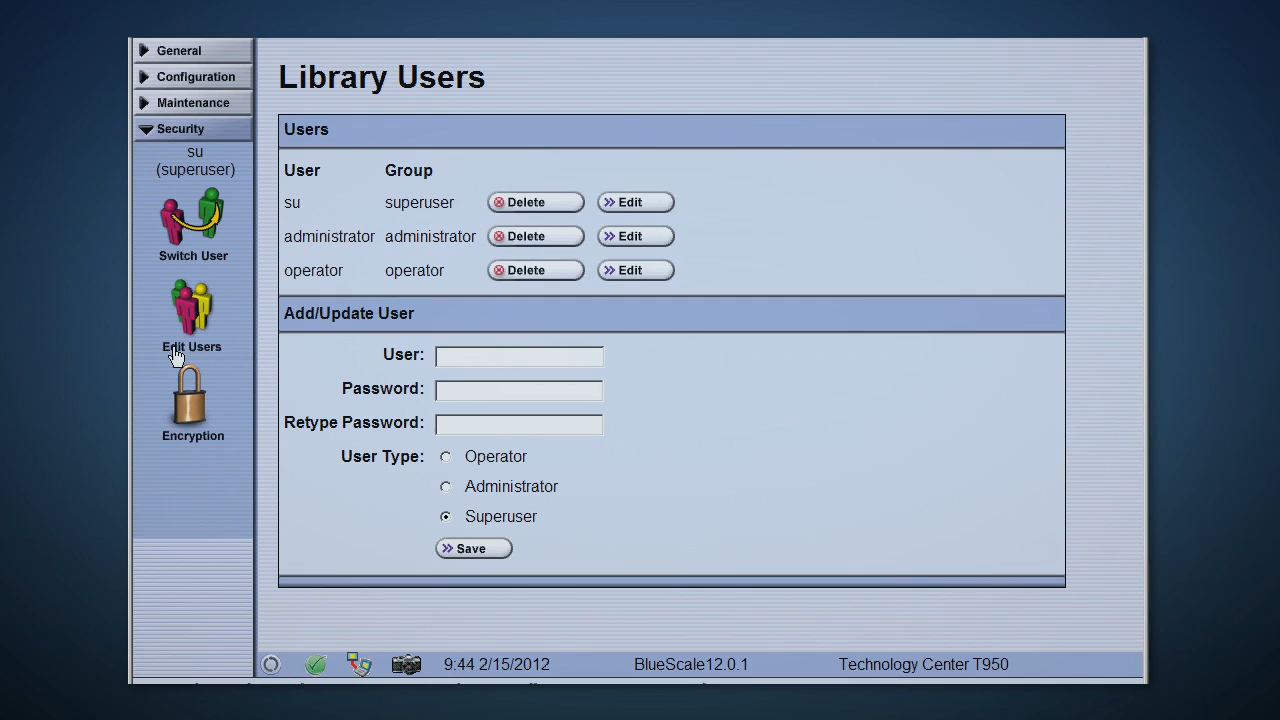 General
Configuration
Maintenance
Security
su
(superuser)
Switch User
Edit Users
Encryption
Library Users
Users
User Group
su superuser Delete Edit
administrator administrator Delete Edit
operator operator Delete Edit
Add/Update User
User:
Password:
Retype Password:
User Type: Operator
Administrator
Superuser
Save
9:44 2/15/2012 BlueScale12.0.1 Technology Center T950